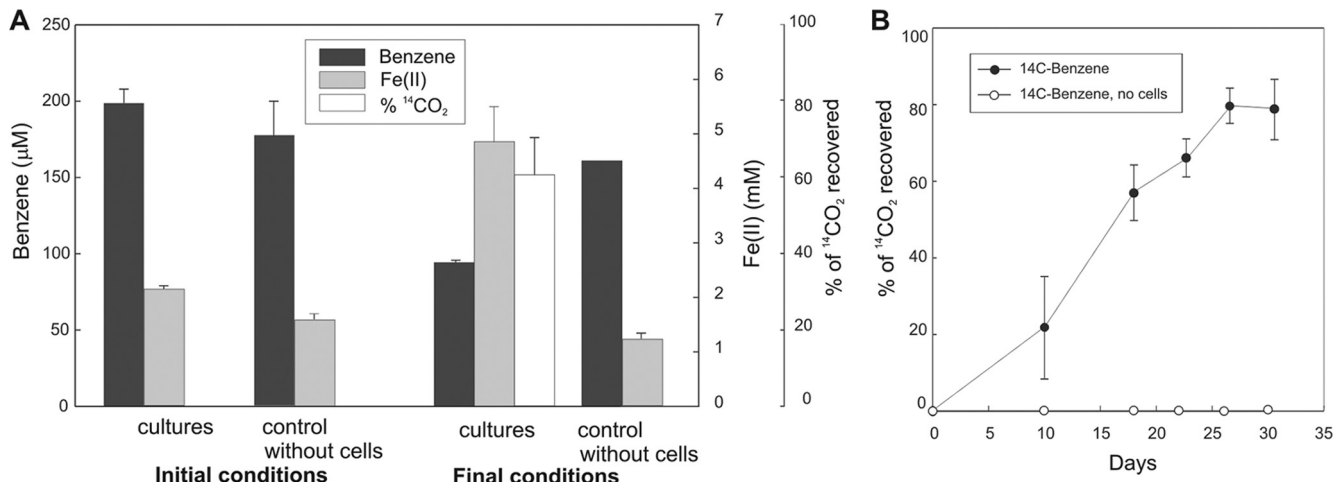 A
Benzene (μM)
250
200
150
100
50
0
Benzene
Fe(II)
% ¹⁴CO₂
cultures
control
without cells
Initial conditions
cultures
control
without cells
Final conditions
7
6
5
4
3
2
1
0
Fe(II) (mM)
100
80
60
40
20
0
% of ¹⁴CO₂ recovered
B
% of ¹⁴CO₂ recovered
100
80
60
40
20
0
14C-Benzene
14C-Benzene, no cells
0 5 10 15 20 25 30 35
Days